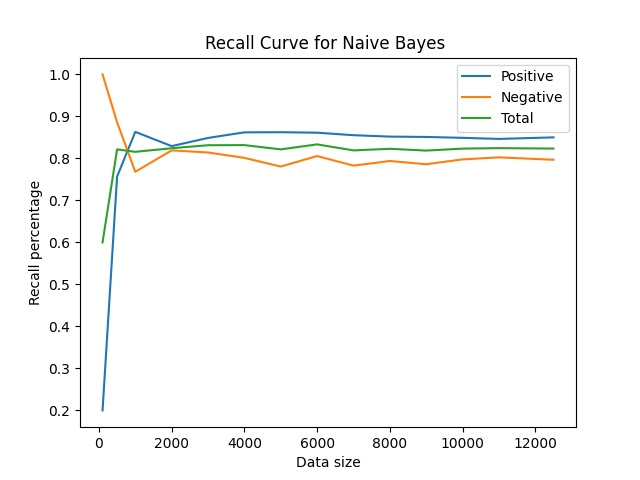 Recall Curve for Naive Bayes
Positive
Negative
Total
Recall percentage
1.0
0.9
0.8
0.7
0.6
0.5
0.4
0.3
0.2
0 2000 4000 6000 8000 10000 12000
Data size